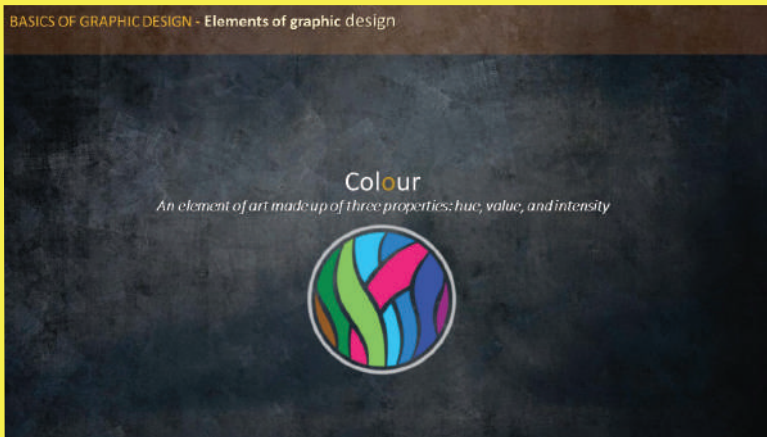 BASICS OF GRAPHIC DESIGN - Elements of graphic design
Colour
An element of art made up of three properties: hue, value, and intensity